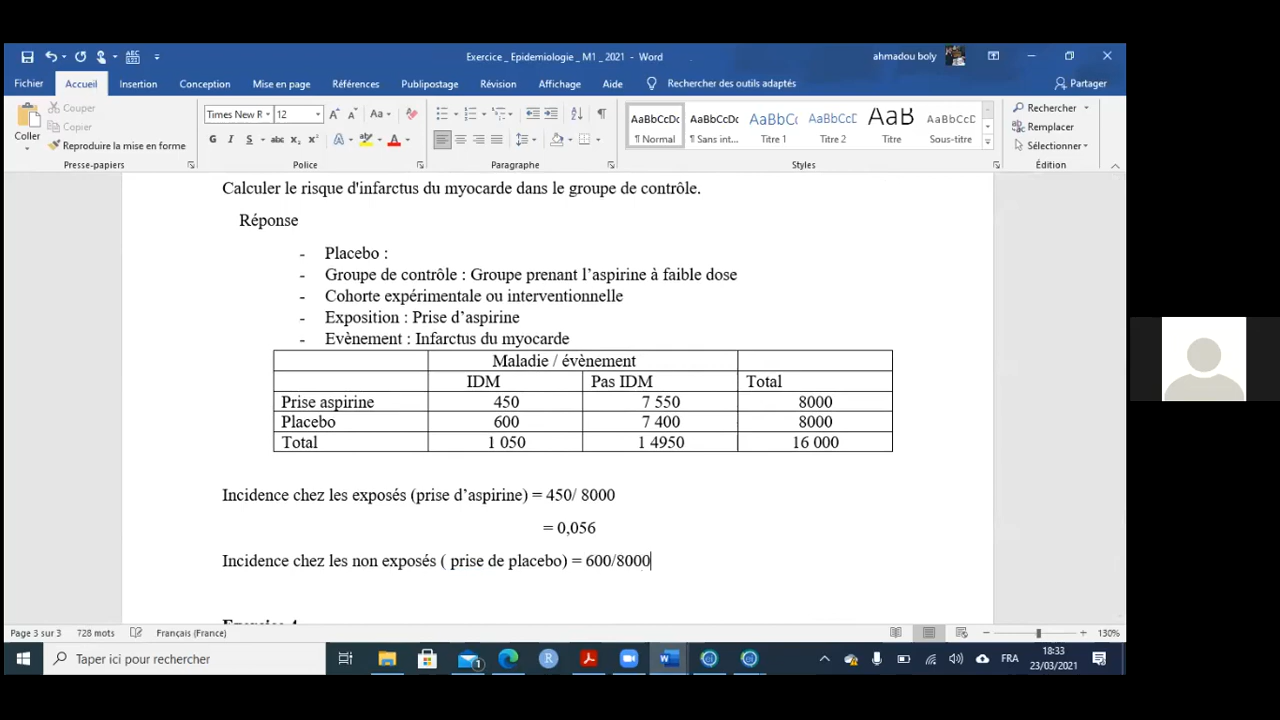 Exercice _ Epidemiologie _ M1 _ 2021 - Word
ahmadou boly
Fichier Accueil Insertion Conception Mise en page Références Publipostage Révision Affichage Aide Rechercher des outils adaptés Partager
Coller
Couper
Copier
Reproduire la mise en forme
Presse-papiers
Times New R 12
Police
Paragraphe
AaBbCcDc AaBbCcDc AaBbCc AaBbCcD AaB AaBbCcD
¶ Normal ¶ Sans int... Titre 1 Titre 2 Titre Sous-titre
Styles
Rechercher
Remplacer
Sélectionner
Édition
Calculer le risque d'infarctus du myocarde dans le groupe de contrôle.
Réponse
- Placebo :
- Groupe de contrôle : Groupe prenant l’aspirine à faible dose
- Cohorte expérimentale ou interventionnelle
- Exposition : Prise d’aspirine
- Evènement : Infarctus du myocarde
Maladie / évènement
IDM Pas IDM Total
Prise aspirine 450 7 550 8000
Placebo 600 7 400 8000
Total 1 050 1 4950 16 000
Incidence chez les exposés (prise d’aspirine) = 450/ 8000
= 0,056
Incidence chez les non exposés ( prise de placebo) = 600/8000
Exercice 4
Page 3 sur 3 728 mots Français (France) 130%
Taper ici pour rechercher
FRA
18:33
23/03/2021